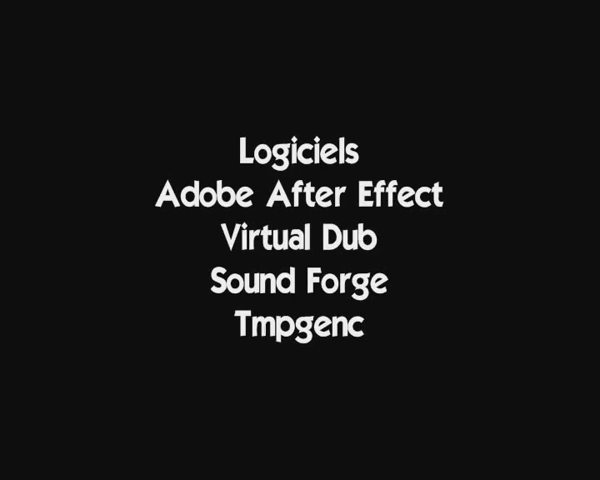 Logiciels
Adobe After Effect
Virtual Dub
Sound Forge
Tmpgenc